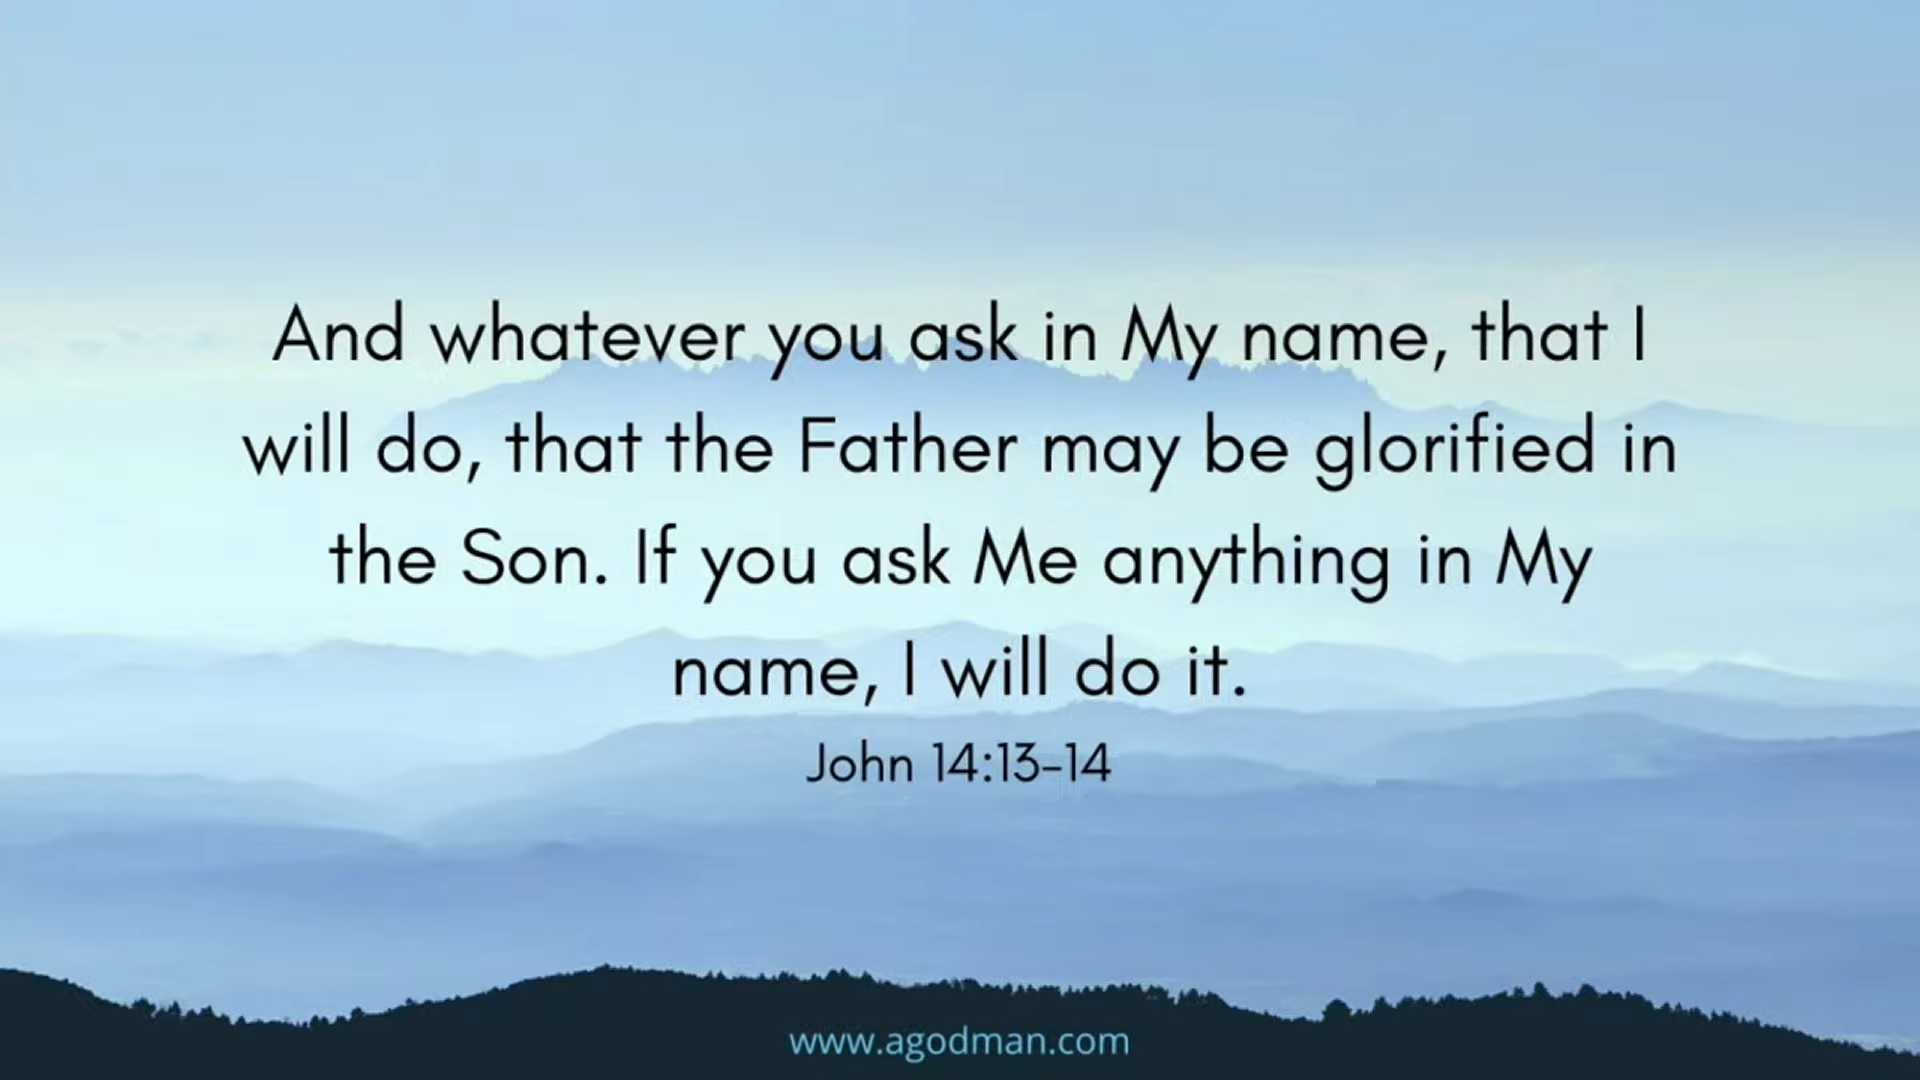 And whatever you ask in My name, that I
will do, that the Father may be glorified in
the Son. If you ask Me anything in My
name, I will do it.
John 14:13-14
www.agodman.com